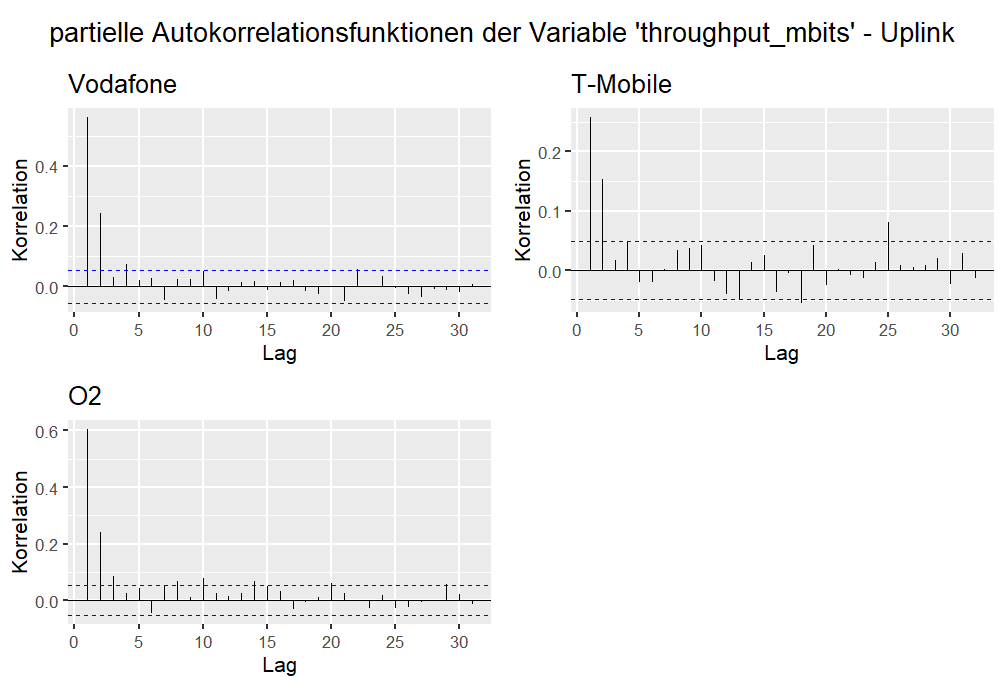 partielle Autokorrelationsfunktionen der Variable 'throughput_mbits' - Uplink
Vodafone
Korrelation
0.4
0.2
0.0
0 5 10 15 20 25 30
Lag
T-Mobile
Korrelation
0.2
0.1
0.0
0 5 10 15 20 25 30
Lag
O2
Korrelation
0.6
0.4
0.2
0.0
0 5 10 15 20 25 30
Lag